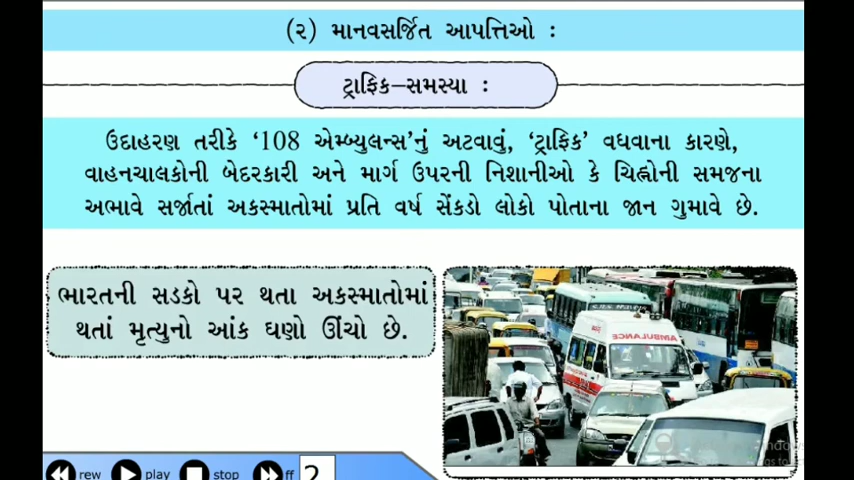 (૨) માનવસર્જિત આપત્તિઓ :
ટ્રાફિક–સમસ્યા :
ઉદાહરણ તરીકે ‘108 એમ્બ્યુલન્સ’નું અટવાવું, ‘ટ્રાફિક’ વધવાના કારણે,
વાહનચાલકોની બેદરકારી અને માર્ગ ઉપરની નિશાનીઓ કે ચિહ્નોની સમજના
અભાવે સર્જાતાં અકસ્માતોમાં પ્રતિ વર્ષ સેંકડો લોકો પોતાના જાન ગુમાવે છે.
ભારતની સડકો પર થતા અકસ્માતોમાં
થતાં મૃત્યુનો આંક ઘણો ઊંચો છે.
AMBULANCE
rew play stop ff 2